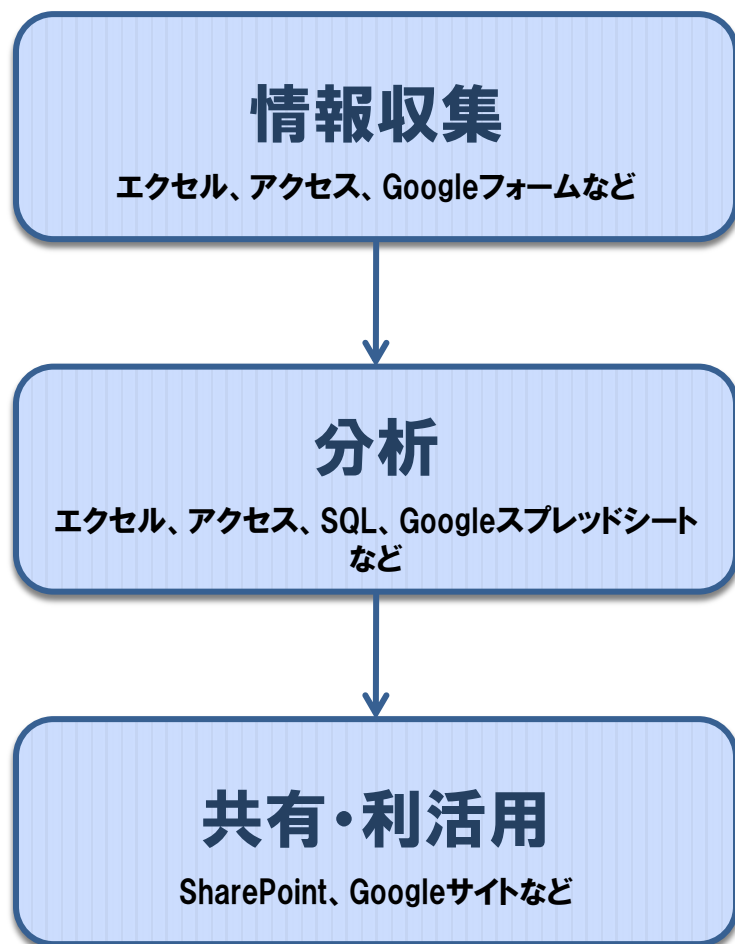 情報収集
エクセル、アクセス、Googleフォームなど
分析
エクセル、アクセス、SQL、Googleスプレッドシート
など
共有・利活用
SharePoint、Googleサイトなど